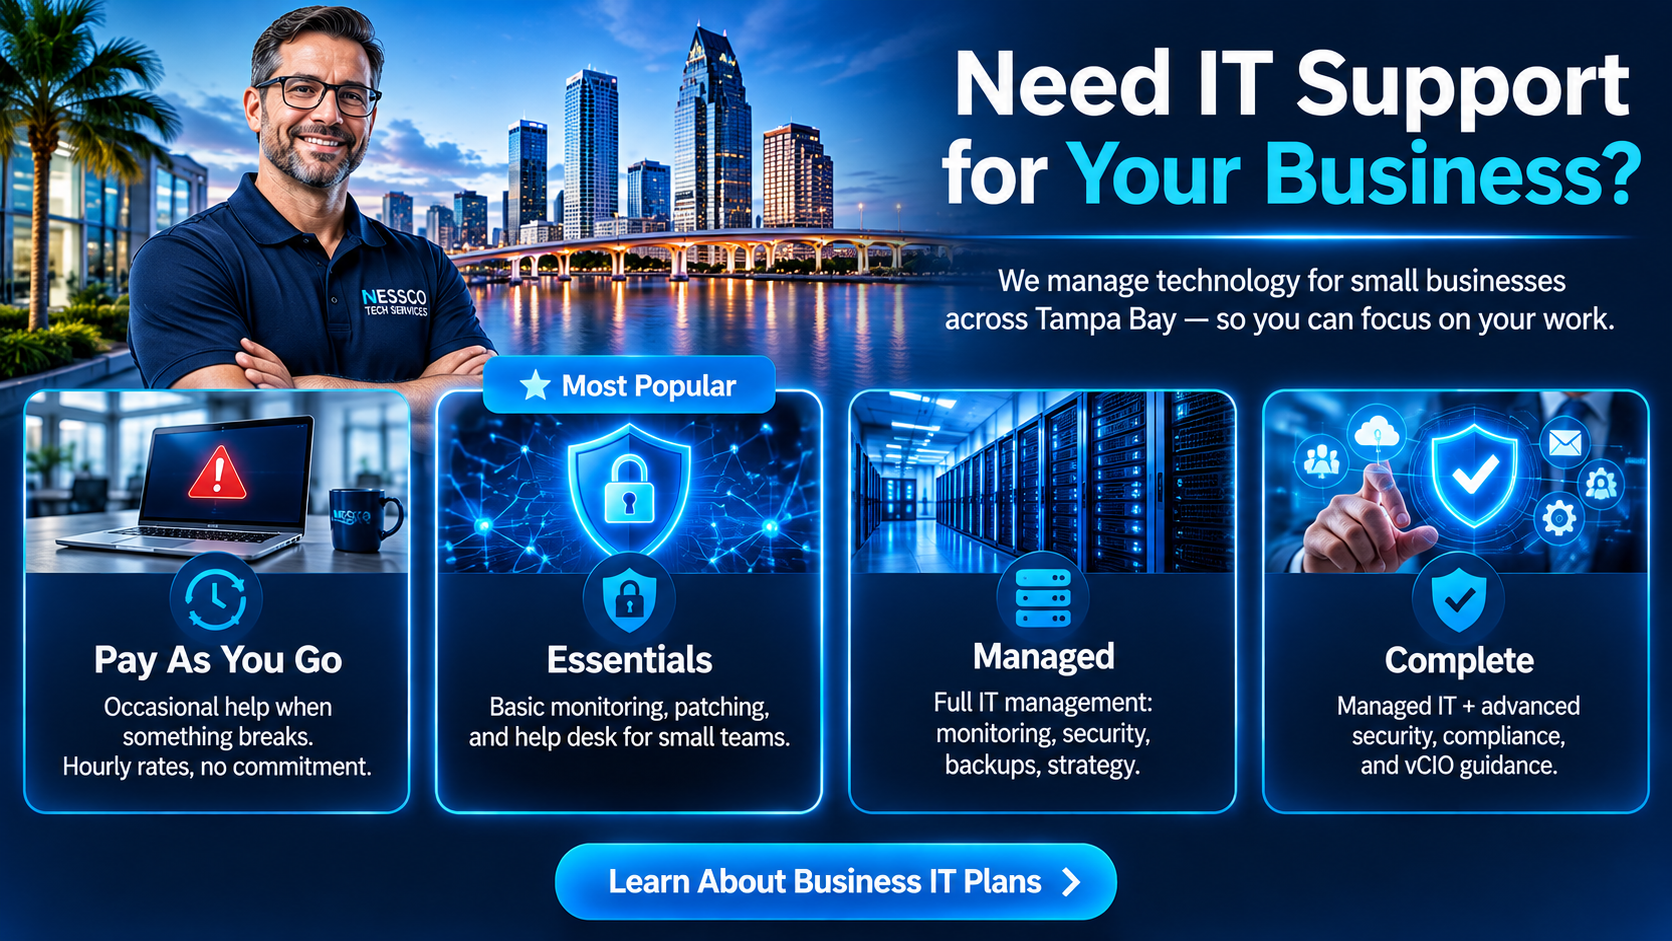 Need IT Support
for Your Business?
We manage technology for small businesses
across Tampa Bay — so you can focus on your work.
NESSCO
TECH SERVICES
Most Popular
Pay As You Go
Occasional help when
something breaks.
Hourly rates, no commitment.
Essentials
Basic monitoring, patching,
and help desk for small teams.
Managed
Full IT management:
monitoring, security,
backups, strategy.
Complete
Managed IT + advanced
security, compliance,
and vCIO guidance.
Learn About Business IT Plans